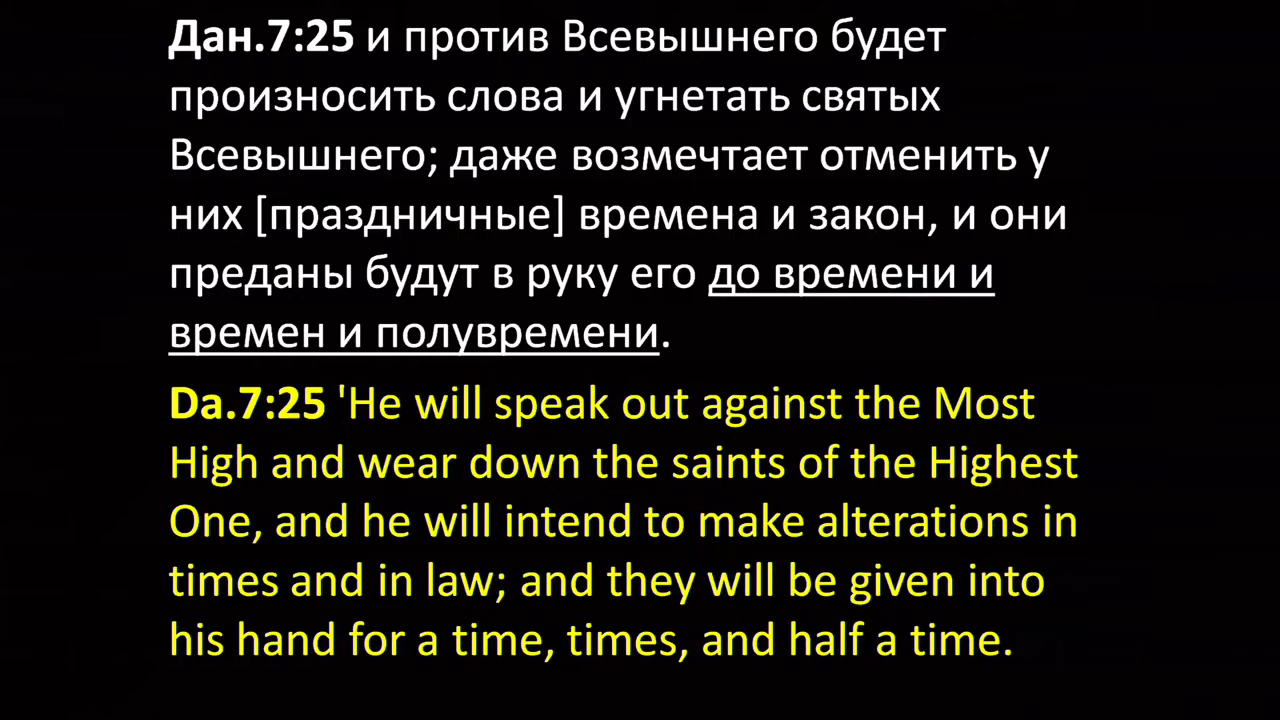 Дан.7:25 и против Всевышнего будет
произносить слова и угнетать святых
Всевышнего; даже возмечтает отменить у
них [праздничные] времена и закон, и они
преданы будут в руку его до времени и
времен и полувремени.
Da.7:25 'He will speak out against the Most
High and wear down the saints of the Highest
One, and he will intend to make alterations in
times and in law; and they will be given into
his hand for a time, times, and half a time.